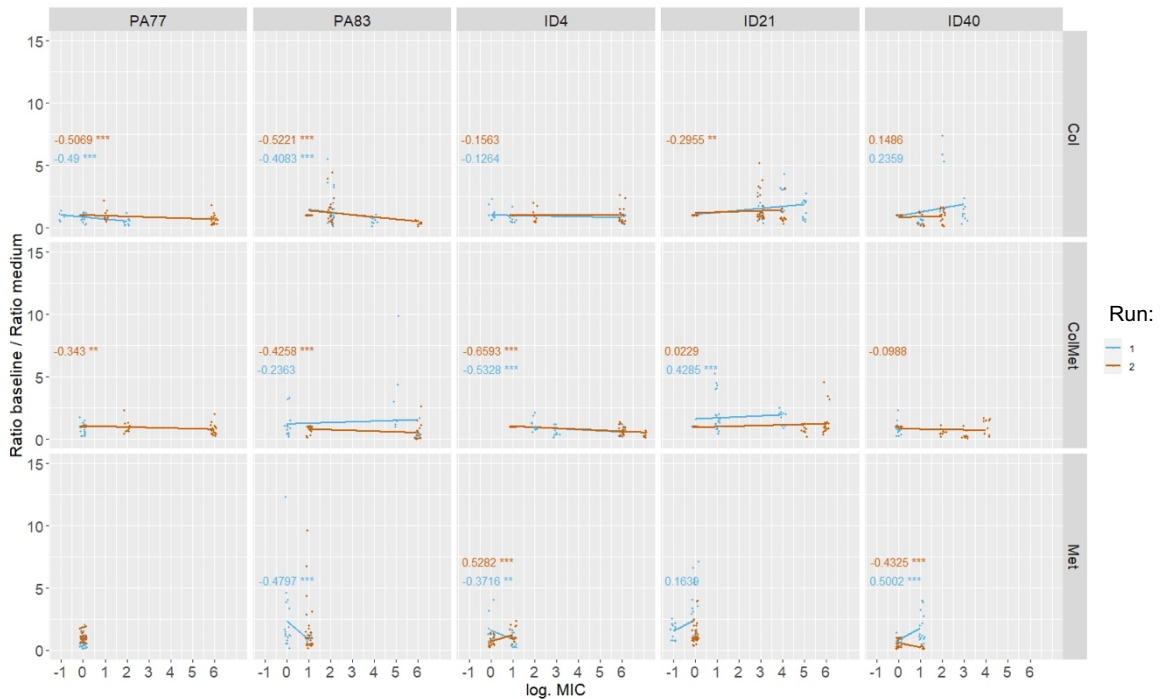 PA77 PA83 ID4 ID21 ID40
15
10
5
0
-0.5069 *** -0.5221 *** -0.1563 -0.2955 ** 0.1486
-0.49 *** -0.4083 *** -0.1264 0.2359
Col
15
10
5
0
-0.343 ** -0.4258 *** -0.6593 *** 0.0229 -0.0988
-0.2363 -0.5328 *** 0.4285 ***
ColMet
15
10
5
0
0.5282 *** -0.4325 ***
-0.4797 *** -0.3716 ** 0.1639 0.5002 ***
Met
Ratio baseline / Ratio medium
-1 0 1 2 3 4 5 6 -1 0 1 2 3 4 5 6 -1 0 1 2 3 4 5 6 -1 0 1 2 3 4 5 6 -1 0 1 2 3 4 5 6
log. MIC
Run:
1
2